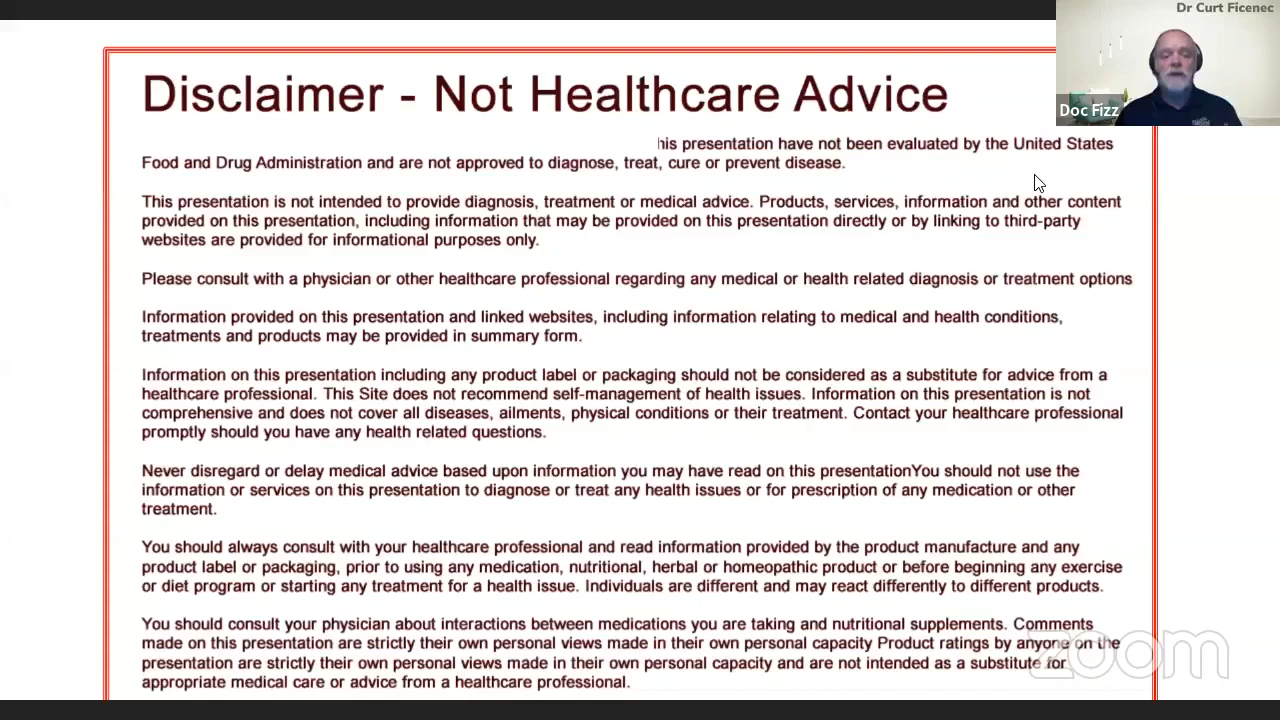 Dr Curt Ficenec
Doc Fizz
Disclaimer - Not Healthcare Advice
his presentation have not been evaluated by the United States
Food and Drug Administration and are not approved to diagnose, treat, cure or prevent disease.
This presentation is not intended to provide diagnosis, treatment or medical advice. Products, services, information and other content
provided on this presentation, including information that may be provided on this presentation directly or by linking to third-party
websites are provided for informational purposes only.
Please consult with a physician or other healthcare professional regarding any medical or health related diagnosis or treatment options
Information provided on this presentation and linked websites, including information relating to medical and health conditions,
treatments and products may be provided in summary form.
Information on this presentation including any product label or packaging should not be considered as a substitute for advice from a
healthcare professional. This Site does not recommend self-management of health issues. Information on this presentation is not
comprehensive and does not cover all diseases, ailments, physical conditions or their treatment. Contact your healthcare professional
promptly should you have any health related questions.
Never disregard or delay medical advice based upon information you may have read on this presentationYou should not use the
information or services on this presentation to diagnose or treat any health issues or for prescription of any medication or other
treatment.
You should always consult with your healthcare professional and read information provided by the product manufacture and any
product label or packaging, prior to using any medication, nutritional, herbal or homeopathic product or before beginning any exercise
or diet program or starting any treatment for a health issue. Individuals are different and may react differently to different products.
You should consult your physician about interactions between medications you are taking and nutritional supplements. Comments
made on this presentation are strictly their own personal views made in their own personal capacity Product ratings by anyone on the
presentation are strictly their own personal views made in their own personal capacity and are not intended as a substitute for
appropriate medical care or advice from a healthcare professional.
zoom